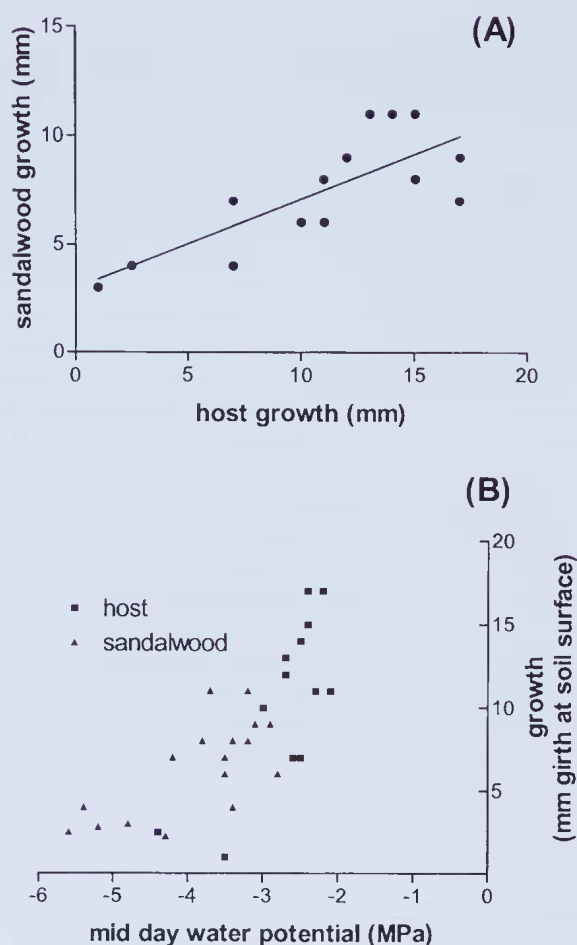 (A)
15
10
5
0
sandalwood growth (mm)
0 5 10 15 20
host growth (mm)
(B)
20
15
10
5
growth
(mm girth at soil surface)
host
sandalwood
-6 -5 -4 -3 -2 -1 0
mid day water potential (MPa)